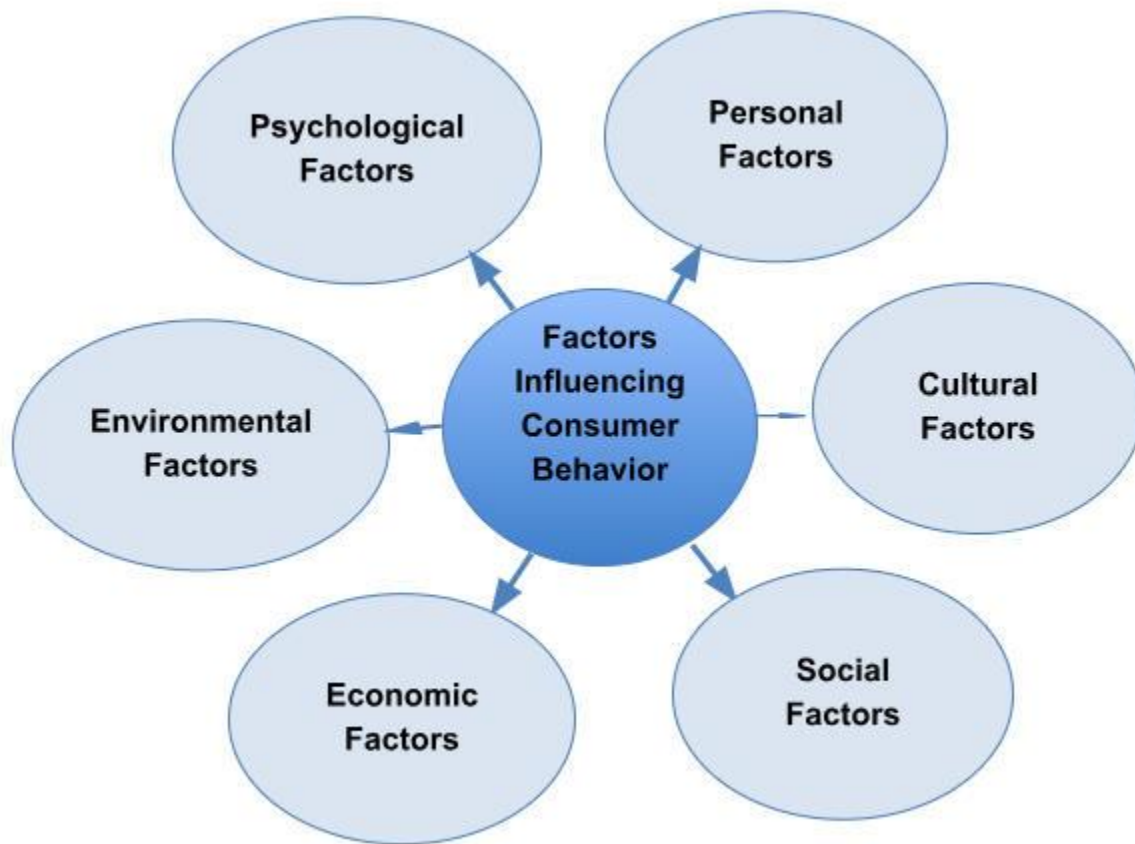 Psychological
Factors
Personal
Factors
Factors
Influencing
Consumer
Behavior
Cultural
Factors
Environmental
Factors
Economic
Factors
Social
Factors